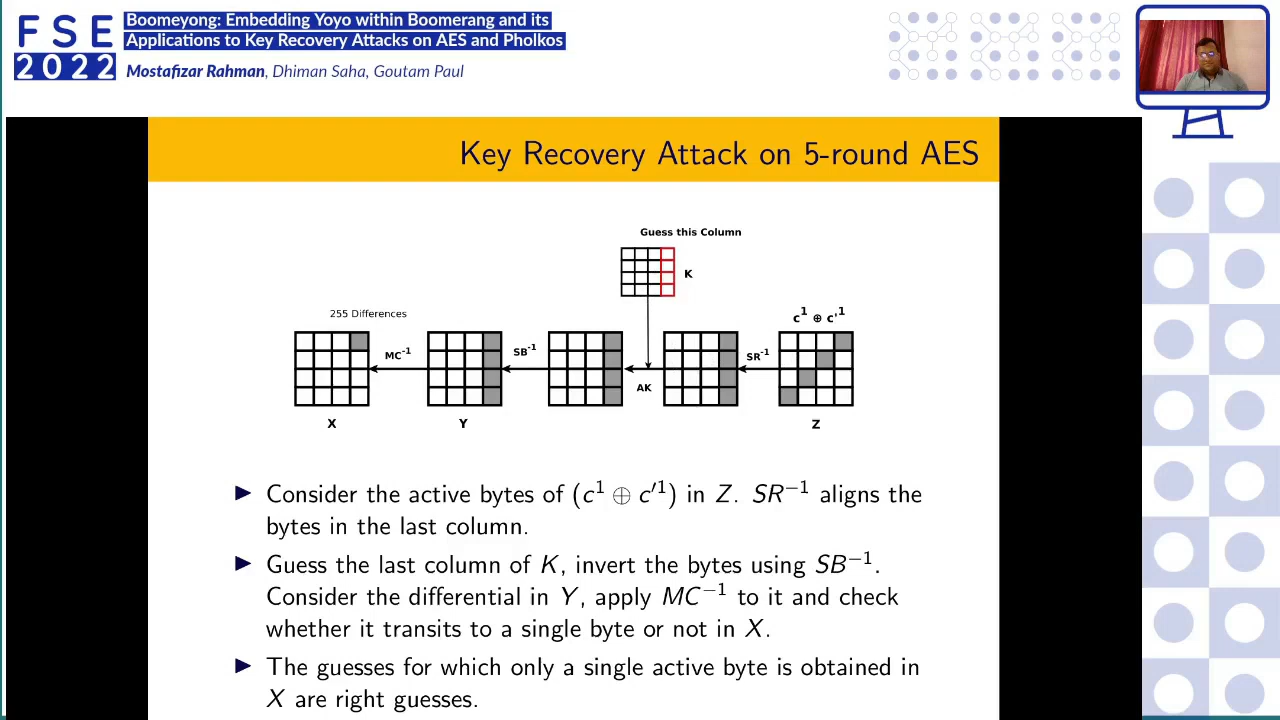 FSE
2022
Boomeyong: Embedding Yoyo within Boomerang and its
Applications to Key Recovery Attacks on AES and Pholkos
Mostafizar Rahman, Dhiman Saha, Goutam Paul
Key Recovery Attack on 5-round AES
Guess this Column
K
255 Differences
c¹ ⊕ c'¹
MC⁻¹
SB⁻¹
AK
SR⁻¹
X
Y
Z
► Consider the active bytes of (c¹ ⊕ c′¹) in Z. SR⁻¹ aligns the
bytes in the last column.
► Guess the last column of K, invert the bytes using SB⁻¹.
Consider the differential in Y, apply MC⁻¹ to it and check
whether it transits to a single byte or not in X.
► The guesses for which only a single active byte is obtained in
X are right guesses.